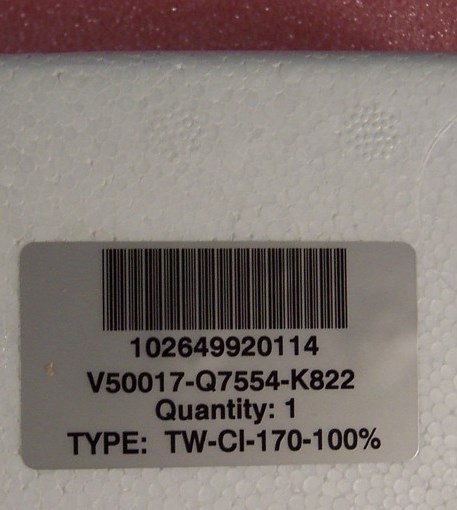 102649920114
V50017-Q7554-K822
Quantity: 1
TYPE: TW-CI-170-100%